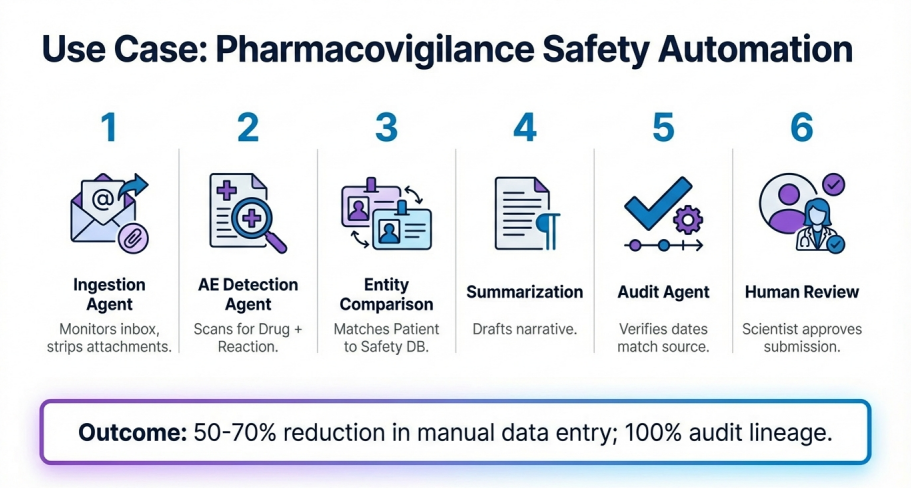 Use Case: Pharmacovigilance Safety Automation
1
Ingestion
Agent
Monitors inbox,
strips attachments.
2
AE Detection
Agent
Scans for Drug +
Reaction.
3
Entity
Comparison
Matches Patient
to Safety DB.
4
Summarization
Drafts narrative.
5
Audit Agent
Verifies dates
match source.
6
Human Review
Scientist approves
submission.
Outcome: 50-70% reduction in manual data entry; 100% audit lineage.